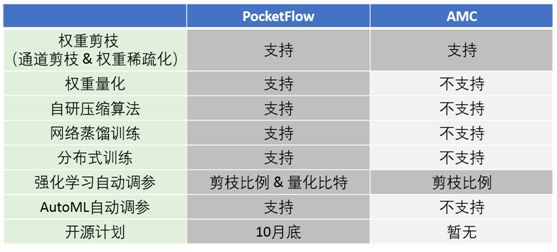 PocketFlow AMC
权重剪枝
（通道剪枝 & 权重稀疏化） 支持 支持
权重量化 支持 不支持
自研压缩算法 支持 不支持
网络蒸馏训练 支持 不支持
分布式训练 支持 不支持
强化学习自动调参 剪枝比例 & 量化比特 剪枝比例
AutoML自动调参 支持 不支持
开源计划 10月底 暂无